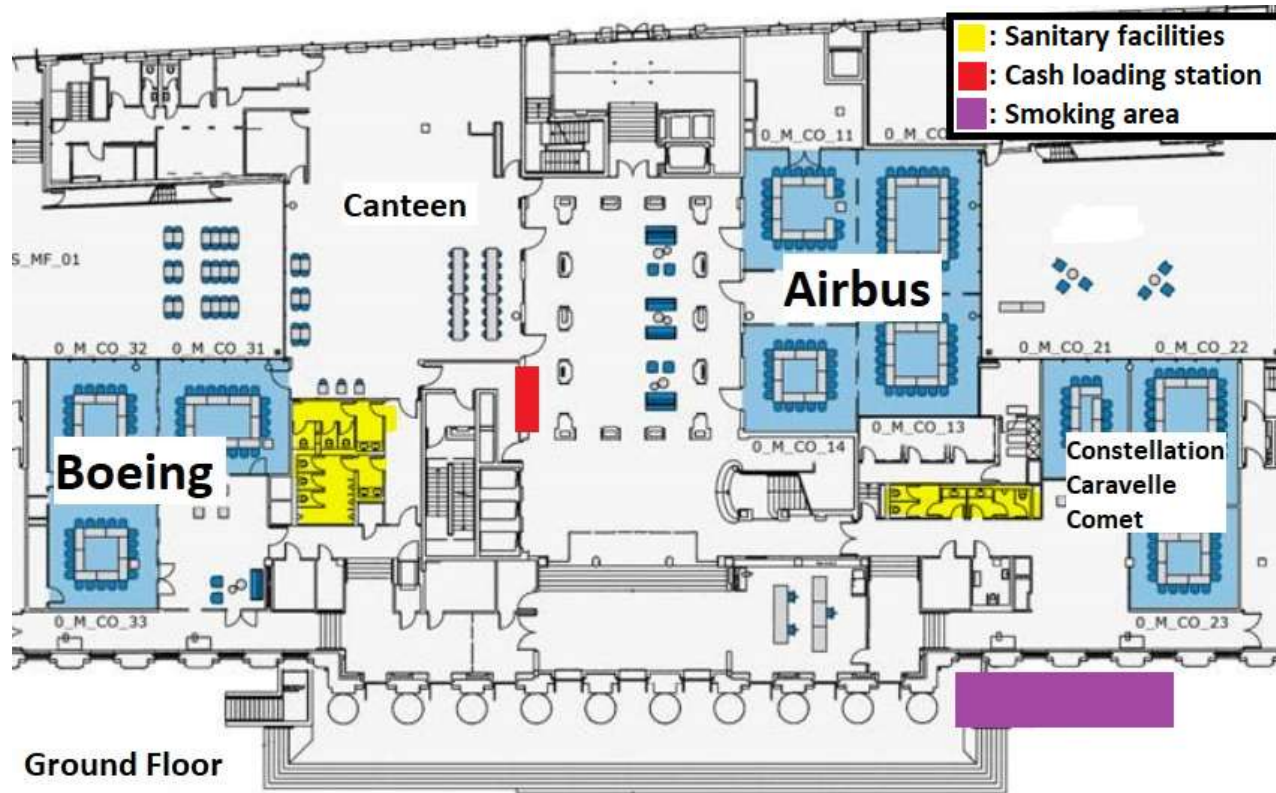 : Sanitary facilities
: Cash loading station
: Smoking area
0_M_CO_11
0_M_CO
Canteen
S_MF_01
Airbus
0_M_CO_32
0_M_CO_31
0_M_CO_21
0_M_CO_22
0_M_CO_13
0_M_CO_14
Boeing
Constellation
Caravelle
Comet
0_M_CO_33
0_M_CO_23
Ground Floor